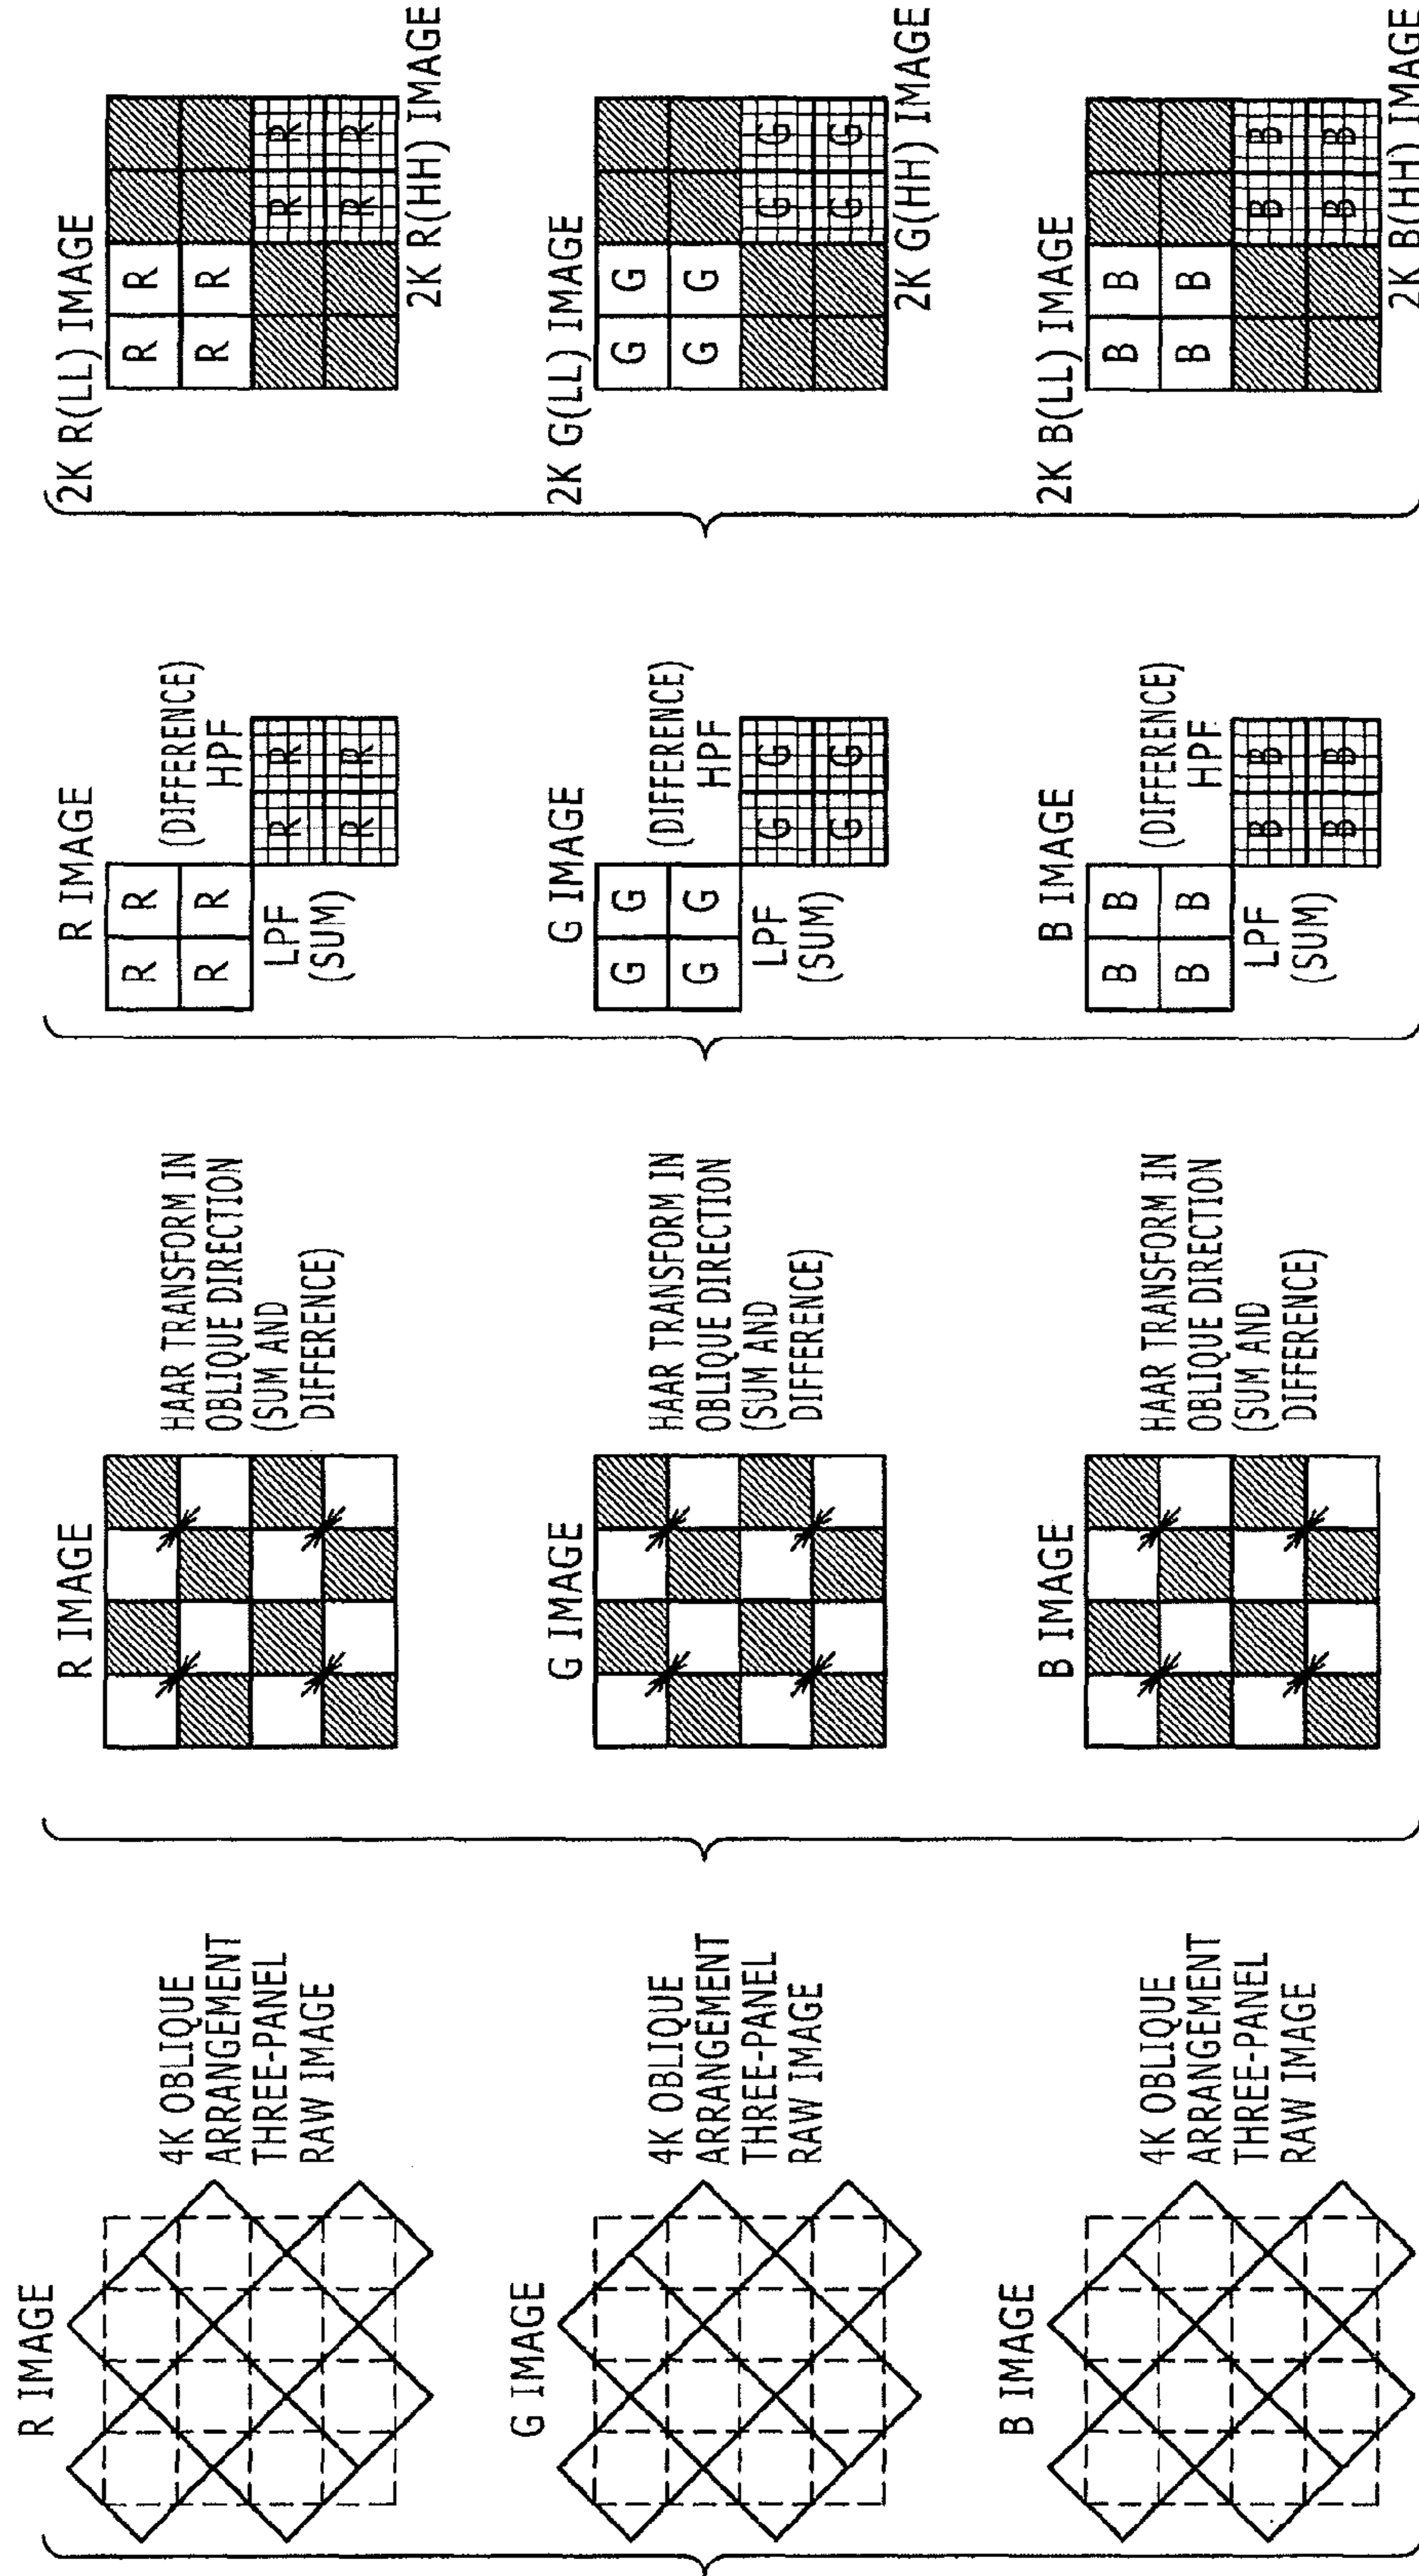 R IMAGE
4K OBLIQUE
ARRANGEMENT
THREE-PANEL
RAW IMAGE
G IMAGE
4K OBLIQUE
ARRANGEMENT
THREE-PANEL
RAW IMAGE
B IMAGE
4K OBLIQUE
ARRANGEMENT
THREE-PANEL
RAW IMAGE
R IMAGE
HAAR TRANSFORM IN
OBLIQUE DIRECTION
(SUM AND
DIFFERENCE)
G IMAGE
HAAR TRANSFORM IN
OBLIQUE DIRECTION
(SUM AND
DIFFERENCE)
B IMAGE
HAAR TRANSFORM IN
OBLIQUE DIRECTION
(SUM AND
DIFFERENCE)
R IMAGE
R R
R R
(DIFFERENCE)
HPF
LPF
(SUM)
R R
R R
G IMAGE
G G
G G
(DIFFERENCE)
HPF
LPF
(SUM)
G G
G G
B IMAGE
B B
B B
(DIFFERENCE)
HPF
LPF
(SUM)
B B
B B
2K R(LL) IMAGE
R R
R R
R R
R R
2K R(HH) IMAGE
2K G(LL) IMAGE
G G
G G
G G
G G
2K G(HH) IMAGE
2K B(LL) IMAGE
B B
B B
B B
B B
2K B(HH) IMAGE